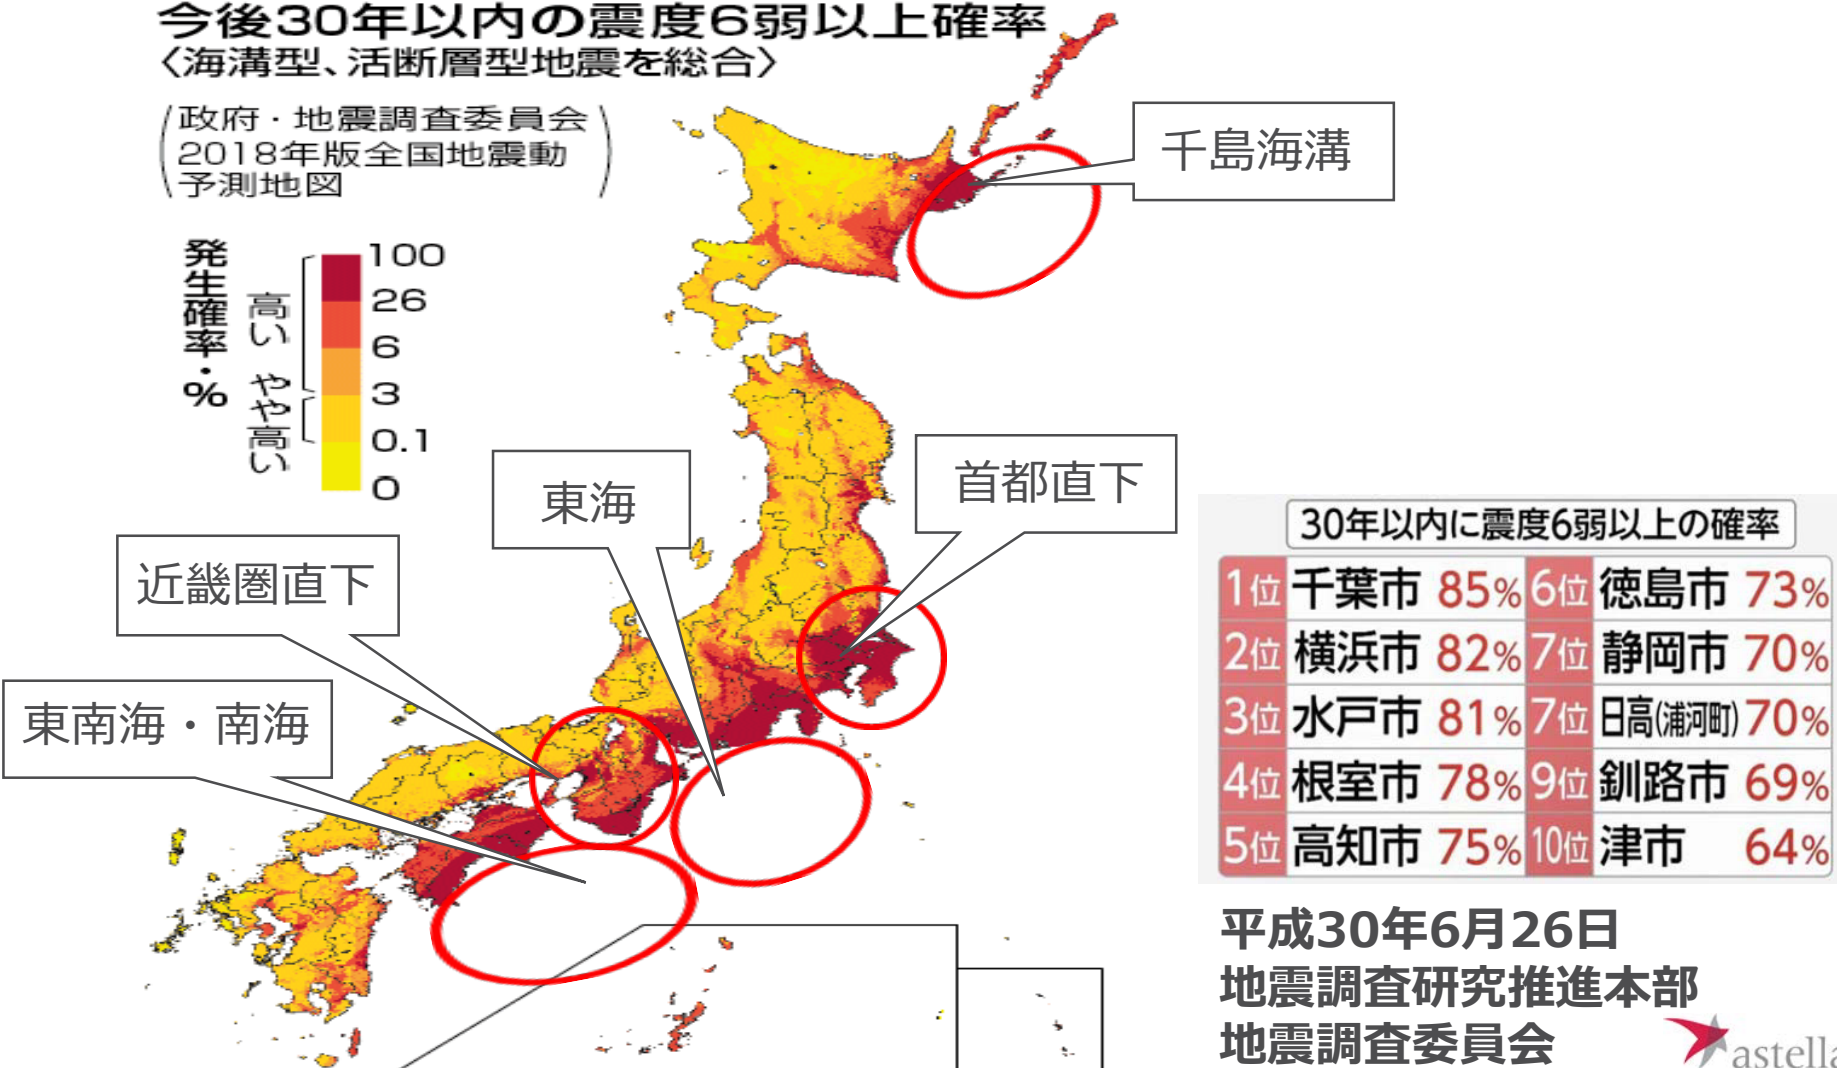 今後30年以内の震度6弱以上確率
〈海溝型、活断層型地震を総合〉
政府・地震調査委員会
2018年版全国地震動
予測地図
発生確率・%
高い
やや高い
100
26
6
3
0.1
0
千島海溝
首都直下
東海
近畿圏直下
東南海・南海
30年以内に震度6弱以上の確率
1位 千葉市 85% 6位 徳島市 73%
2位 横浜市 82% 7位 静岡市 70%
3位 水戸市 81% 7位 日高(浦河町) 70%
4位 根室市 78% 9位 釧路市 69%
5位 高知市 75% 10位 津市 64%
平成30年6月26日
地震調査研究推進本部
地震調査委員会